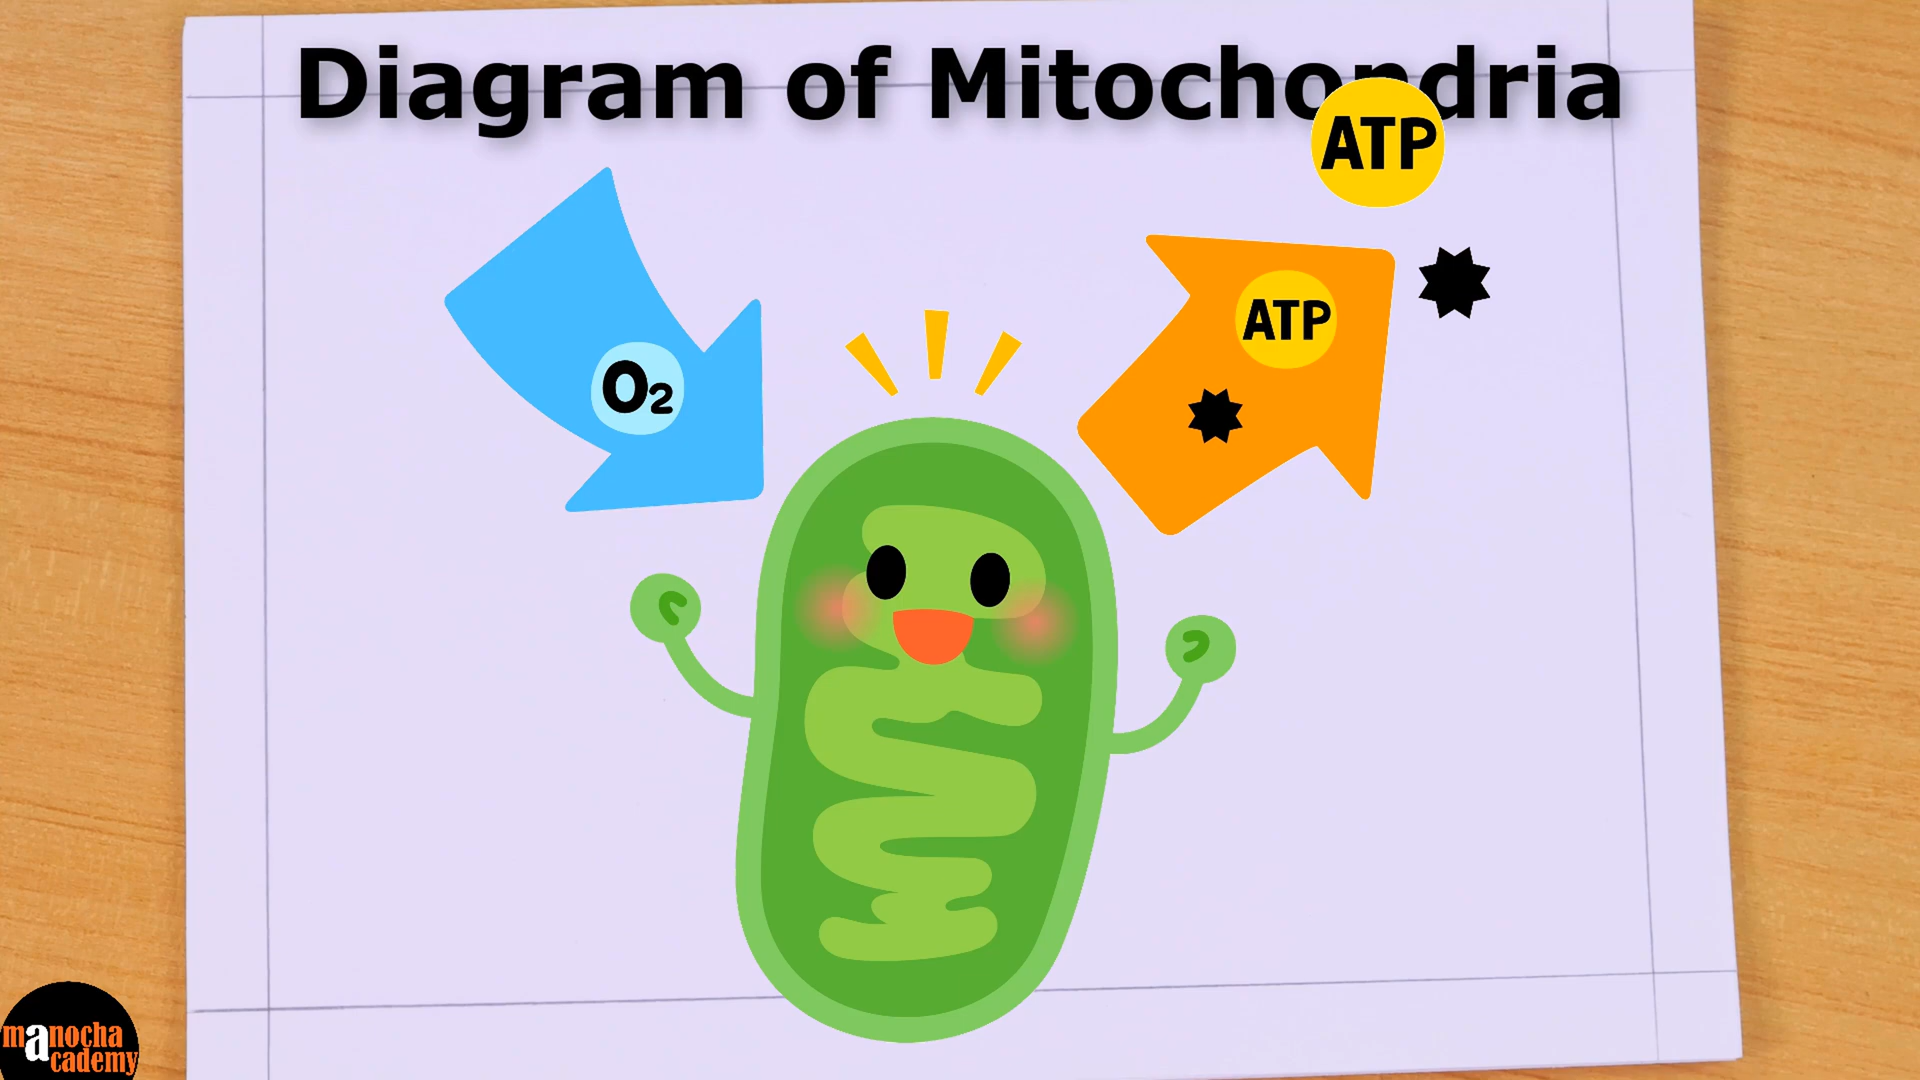 Diagram of Mitochondria
ATP
ATP
O₂
manocha
academy